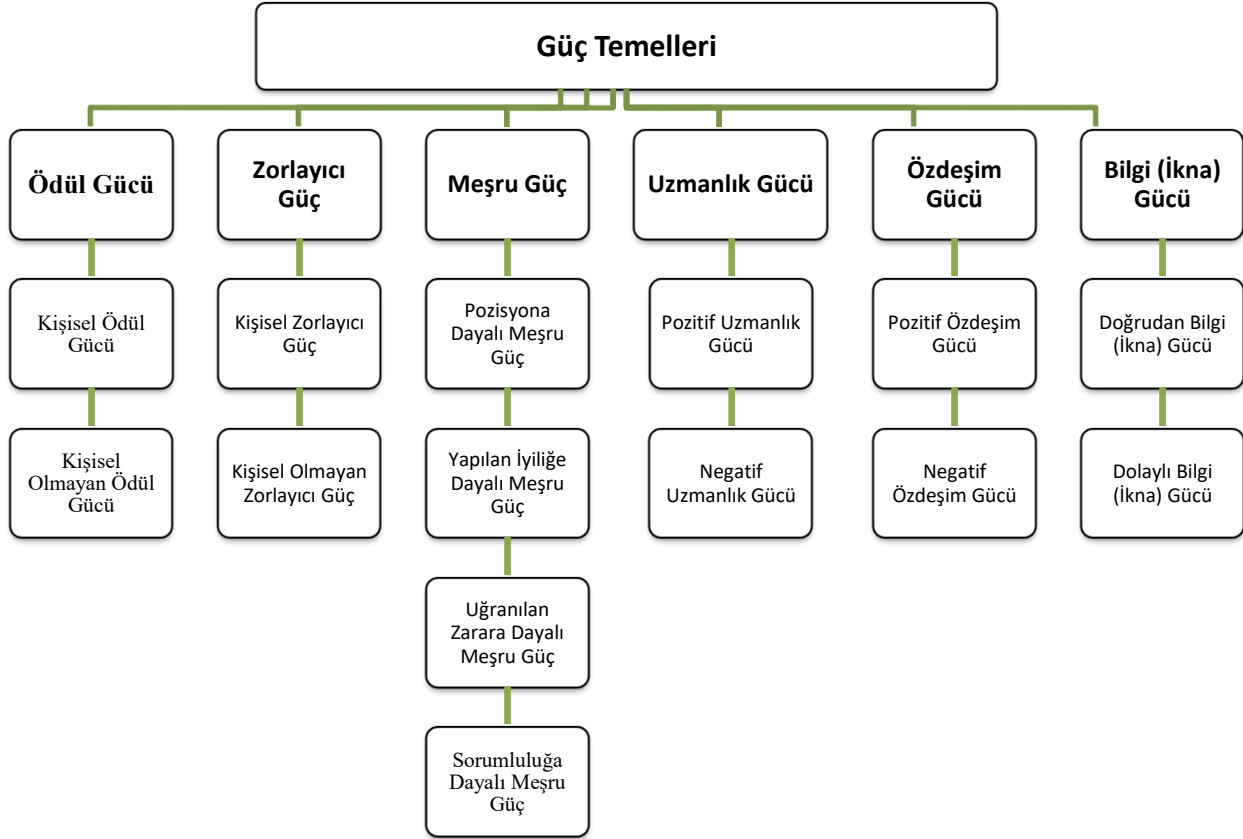 Güç Temelleri
Ödül Gücü
Zorlayıcı
Güç
Meşru Güç
Uzmanlık Gücü
Özdeşim
Gücü
Bilgi (İkna)
Gücü
Kişisel Ödül
Gücü
Kişisel Zorlayıcı
Güç
Pozisyona
Dayalı Meşru
Güç
Pozitif Uzmanlık
Gücü
Pozitif Özdeşim
Gücü
Doğrudan Bilgi
(İkna) Gücü
Kişisel
Olmayan Ödül
Gücü
Kişisel Olmayan
Zorlayıcı Güç
Yapılan İyiliğe
Dayalı Meşru
Güç
Negatif
Uzmanlık Gücü
Negatif
Özdeşim Gücü
Dolaylı Bilgi
(İkna) Gücü
Uğranılan
Zarara Dayalı
Meşru Güç
Sorumluluğa
Dayalı Meşru
Güç